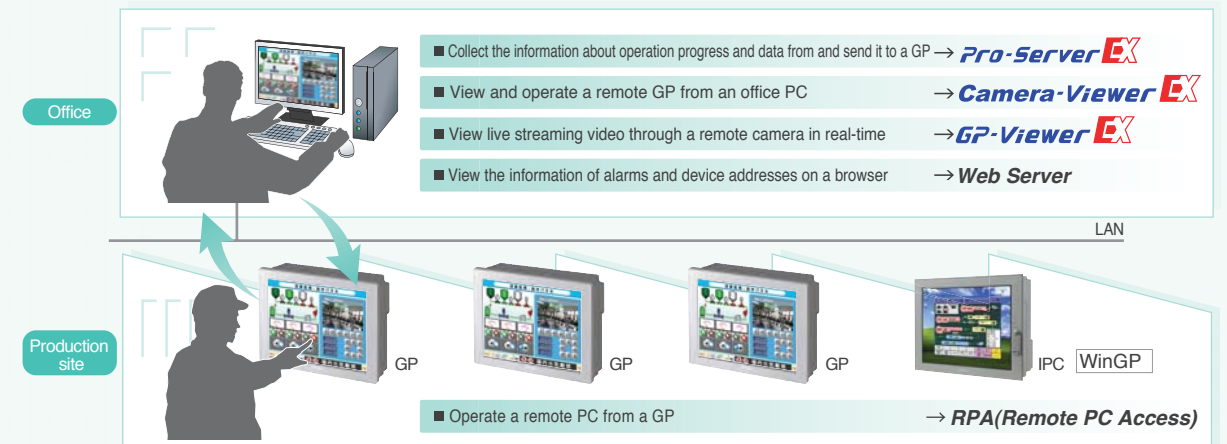 Office
■ Collect the information about operation progress and data from and send it to a GP → Pro-Server EX
■ View and operate a remote GP from an office PC → Camera-Viewer EX
■ View live streaming video through a remote camera in real-time → GP-Viewer EX
■ View the information of alarms and device addresses on a browser → Web Server
LAN
Production
site
GP
GP
GP
IPC WinGP
■ Operate a remote PC from a GP → RPA(Remote PC Access)